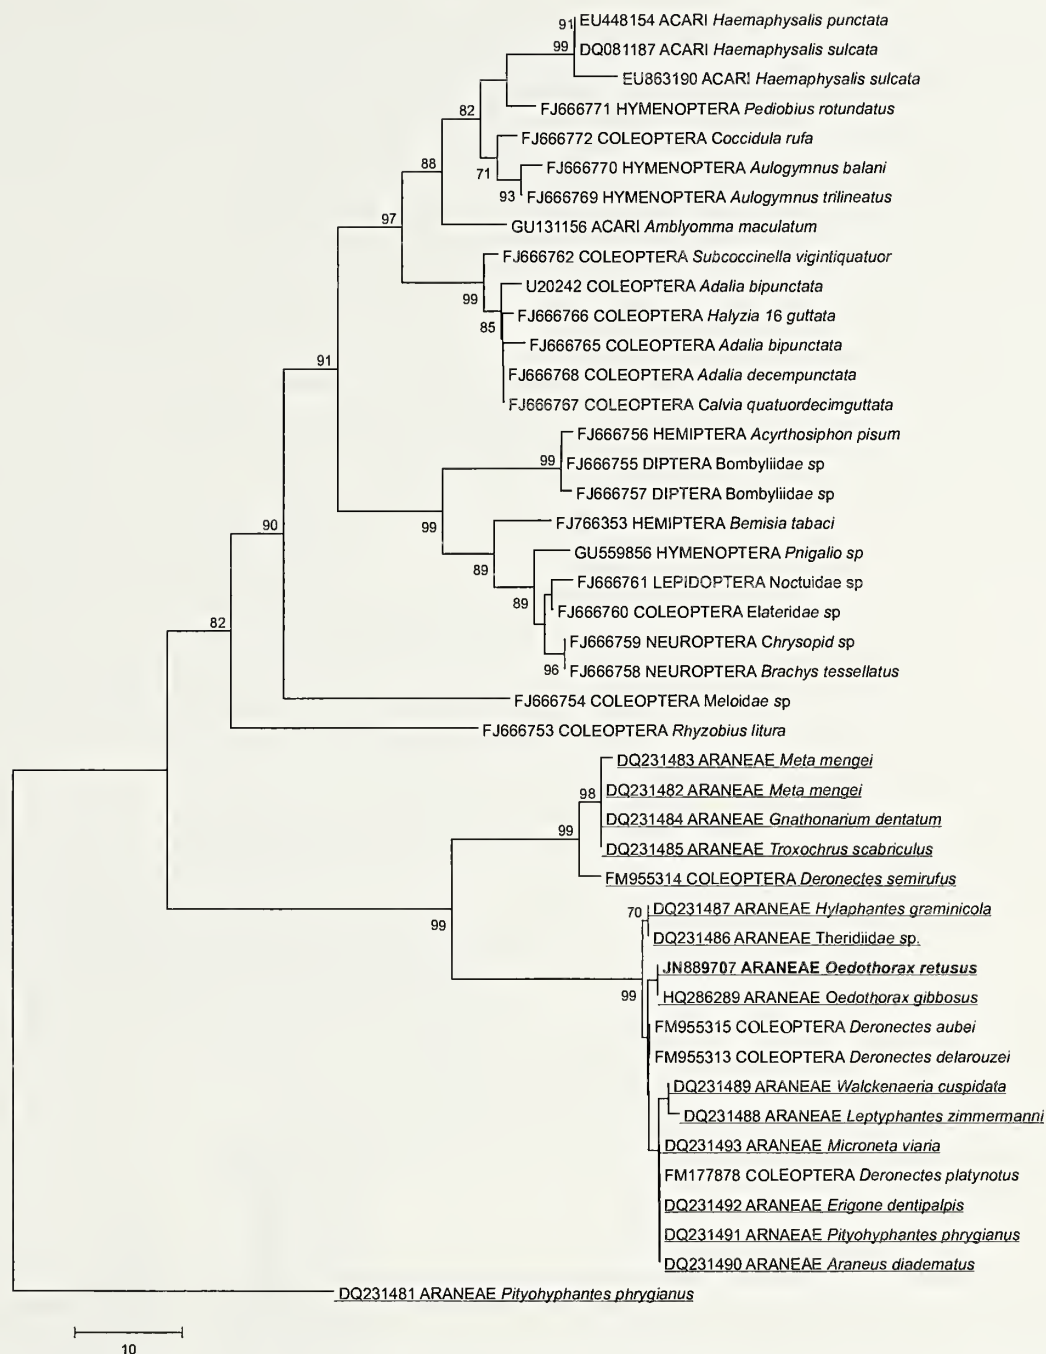 91 EU448154 ACARI Haemaphysalis punctata
99 DQ081187 ACARI Haemaphysalis sulcata
EU863190 ACARI Haemaphysalis sulcata
82 FJ666771 HYMENOPTERA Pediobius rotundatus
FJ666772 COLEOPTERA Coccidula rufa
88 71 FJ666770 HYMENOPTERA Aulogymnus balani
93 FJ666769 HYMENOPTERA Aulogymnus trilineatus
97 GU131156 ACARI Amblyomma maculatum
FJ666762 COLEOPTERA Subcoccinella vigintiquatuor
99 U20242 COLEOPTERA Adalia bipunctata
85 FJ666766 COLEOPTERA Halyzia 16 guttata
91 FJ666765 COLEOPTERA Adalia bipunctata
FJ666768 COLEOPTERA Adalia decempunctata
FJ666767 COLEOPTERA Calvia quatuordecimguttata
FJ666756 HEMIPTERA Acyrthosiphon pisum
99 FJ666755 DIPTERA Bombyliidae sp
FJ666757 DIPTERA Bombyliidae sp
90 99 FJ766353 HEMIPTERA Bemisia tabaci
GU559856 HYMENOPTERA Pnigalio sp
89 FJ666761 LEPIDOPTERA Noctuidae sp
89 FJ666760 COLEOPTERA Elateridae sp
82 FJ666759 NEUROPTERA Chrysopid sp
96 FJ666758 NEUROPTERA Brachys tessellatus
FJ666754 COLEOPTERA Meloidae sp
FJ666753 COLEOPTERA Rhyzobius litura
DQ231483 ARANEAE Meta mengei
98 DQ231482 ARANEAE Meta mengei
99 DQ231484 ARANEAE Gnathonarium dentatum
DQ231485 ARANEAE Troxochrus scabriculus
FM955314 COLEOPTERA Deronectes semirufus
99 70 DQ231487 ARANEAE Hylaphantes graminicola
DQ231486 ARANEAE Theridiidae sp.
JN889707 ARANEAE Oedothorax retusus
99 HQ286289 ARANEAE Oedothorax gibbosus
FM955315 COLEOPTERA Deronectes aubei
FM955313 COLEOPTERA Deronectes delarouzei
DQ231489 ARANEAE Walckenaeria cuspidata
DQ231488 ARANEAE Leptyphantes zimmermanni
DQ231493 ARANEAE Microneta viaria
FM177878 COLEOPTERA Deronectes platynotus
DQ231492 ARANEAE Erigone dentipalpis
DQ231491 ARNAEAE Pityohyphantes phrygianus
DQ231490 ARANEAE Araneus diadematus
DQ231481 ARANEAE Pityohyphantes phrygianus
10